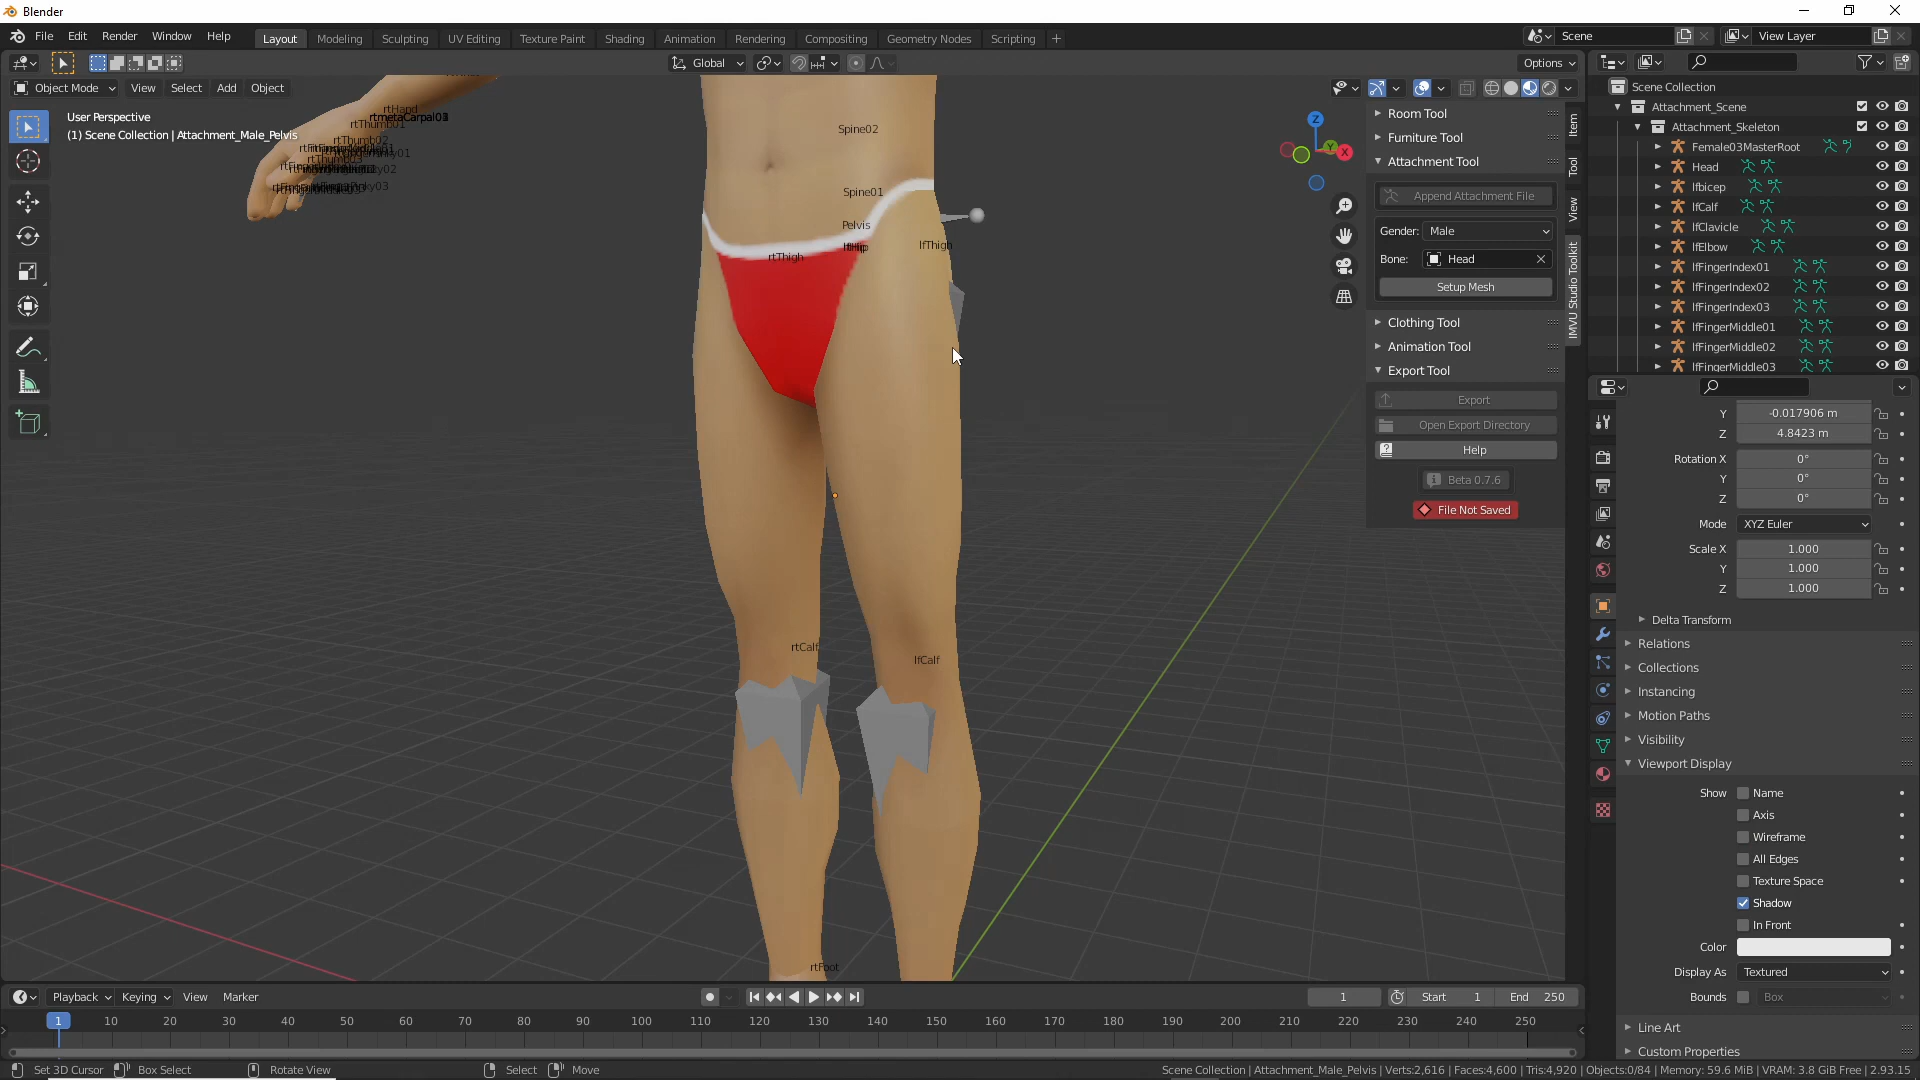 Blender
File Edit Render Window Help Layout Modeling Sculpting UV Editing Texture Paint Shading Animation Rendering Compositing Geometry Nodes Scripting + Scene View Layer
Global Options
Object Mode View Select Add Object
User Perspective
(1) Scene Collection | Attachment_Male_Pelvis
rtHand
rtThumb01
rtThumb02
rtThumb03
Spine02
Spine01
Pelvis
rtThigh
lfThigh
rtCalf
lfCalf
rtFoot
Z
Y
X
Room Tool
Furniture Tool
Attachment Tool
Append Attachment File
Gender: Male
Bone: Head
Setup Mesh
Clothing Tool
Animation Tool
Export Tool
Export
Open Export Directory
Help
Beta 0.7.6
File Not Saved
Item
Tool
View
IMVU Studio Toolkit
Scene Collection
Attachment_Scene
Attachment_Skeleton
Female03MasterRoot
Head
lfbicep
lfCalf
lfClavicle
lfElbow
lfFingerIndex01
lfFingerIndex02
lfFingerIndex03
lfFingerMiddle01
lfFingerMiddle02
lfFingerMiddle03
Y -0.017906 m
Z 4.8423 m
Rotation X 0°
Y 0°
Z 0°
Mode XYZ Euler
Scale X 1.000
Y 1.000
Z 1.000
Delta Transform
Relations
Collections
Instancing
Motion Paths
Visibility
Viewport Display
Show Name
Axis
Wireframe
All Edges
Texture Space
Shadow
In Front
Color
Display As Textured
Bounds Box
Line Art
Custom Properties
Playback Keying View Marker 1 Start 1 End 250
1 10 20 30 40 50 60 70 80 90 100 110 120 130 140 150 160 170 180 190 200 210 220 230 240 250
Set 3D Cursor Box Select Rotate View Select Move Scene Collection | Attachment_Male_Pelvis | Verts:2,616 | Faces:4,600 | Tris:4,920 | Objects:0/84 | Memory: 59.6 MiB | VRAM: 3.8 GiB Free | 2.93.15